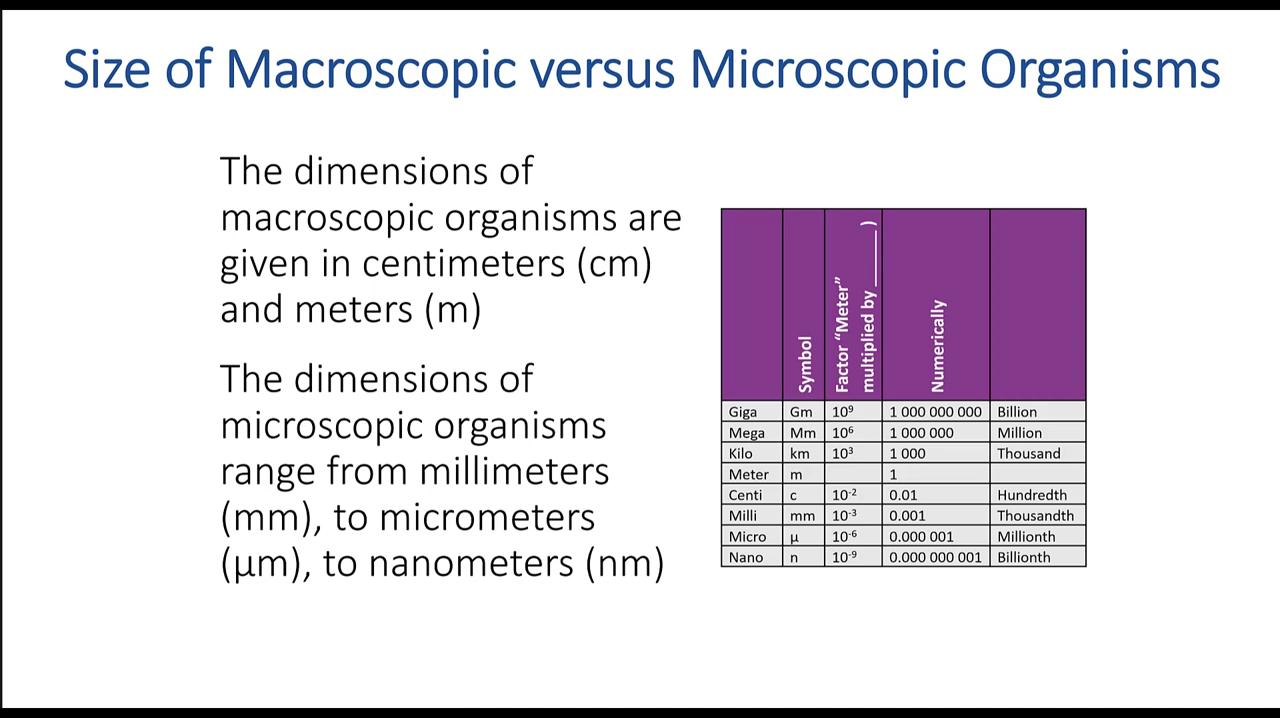 Size of Macroscopic versus Microscopic Organisms
The dimensions of
macroscopic organisms are
given in centimeters (cm)
and meters (m)
The dimensions of
microscopic organisms
range from millimeters
(mm), to micrometers
(μm), to nanometers (nm)
Symbol
Factor “Meter”
multiplied by ______ )
Numerically
Giga Gm 10⁹ 1 000 000 000 Billion
Mega Mm 10⁶ 1 000 000 Million
Kilo km 10³ 1 000 Thousand
Meter m 1
Centi c 10⁻² 0.01 Hundredth
Milli mm 10⁻³ 0.001 Thousandth
Micro μ 10⁻⁶ 0.000 001 Millionth
Nano n 10⁻⁹ 0.000 000 001 Billionth